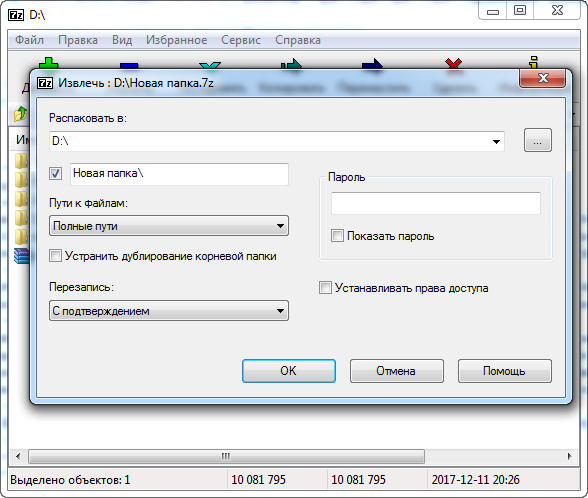 7z D:\
Файл Правка Вид Избранное Сервис Справка
7z Извлечь : D:\Новая папка.7z
Распаковать в:
D:\
...
Новая папка\
Пароль
Пути к файлам:
Полные пути
Показать пароль
Устранить дублирование корневой папки
Перезапись:
Устанавливать права доступа
С подтверждением
OK Отмена Помощь
Выделено объектов: 1 10 081 795 10 081 795 2017-12-11 20:26